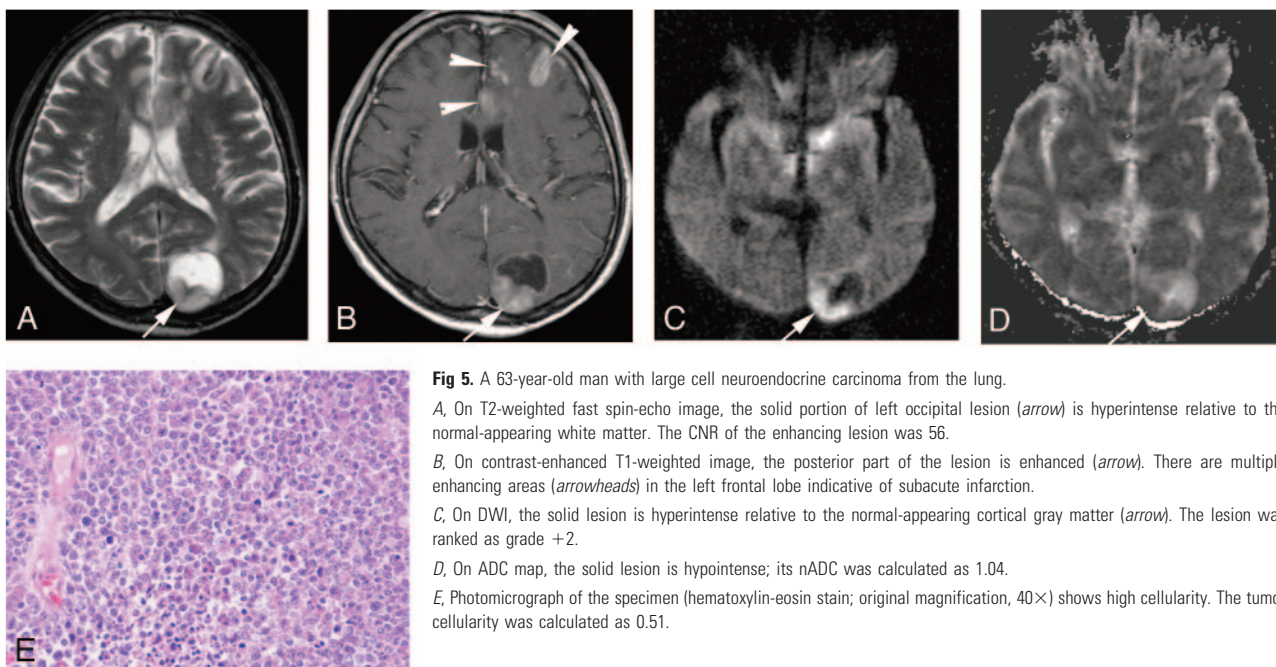 A
B
C
D
E
Fig 5. A 63-year-old man with large cell neuroendocrine carcinoma from the lung.
A, On T2-weighted fast spin-echo image, the solid portion of left occipital lesion (arrow) is hyperintense relative to th
normal-appearing white matter. The CNR of the enhancing lesion was 56.
B, On contrast-enhanced T1-weighted image, the posterior part of the lesion is enhanced (arrow). There are multipl
enhancing areas (arrowheads) in the left frontal lobe indicative of subacute infarction.
C, On DWI, the solid lesion is hyperintense relative to the normal-appearing cortical gray matter (arrow). The lesion wa
ranked as grade +2.
D, On ADC map, the solid lesion is hypointense; its nADC was calculated as 1.04.
E, Photomicrograph of the specimen (hematoxylin-eosin stain; original magnification, 40×) shows high cellularity. The tumo
cellularity was calculated as 0.51.